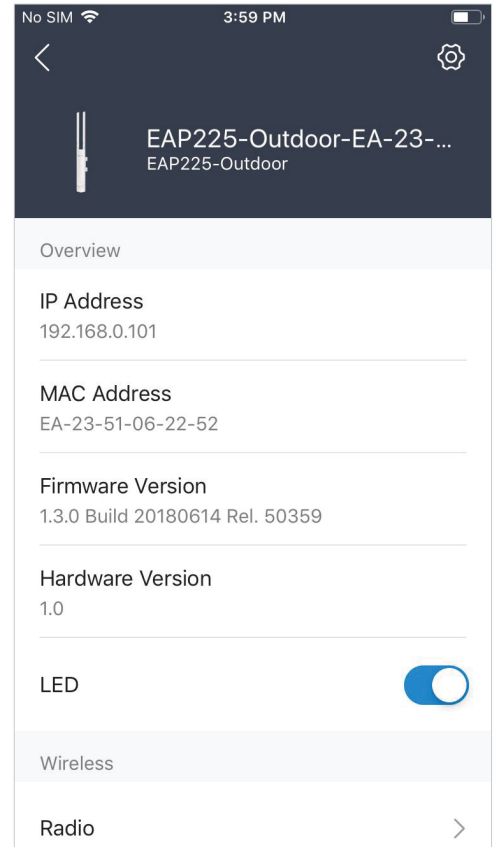 No SIM 3:59 PM
EAP225-Outdoor-EA-23-...
EAP225-Outdoor
Overview
IP Address
192.168.0.101
MAC Address
EA-23-51-06-22-52
Firmware Version
1.3.0 Build 20180614 Rel. 50359
Hardware Version
1.0
LED
Wireless
Radio